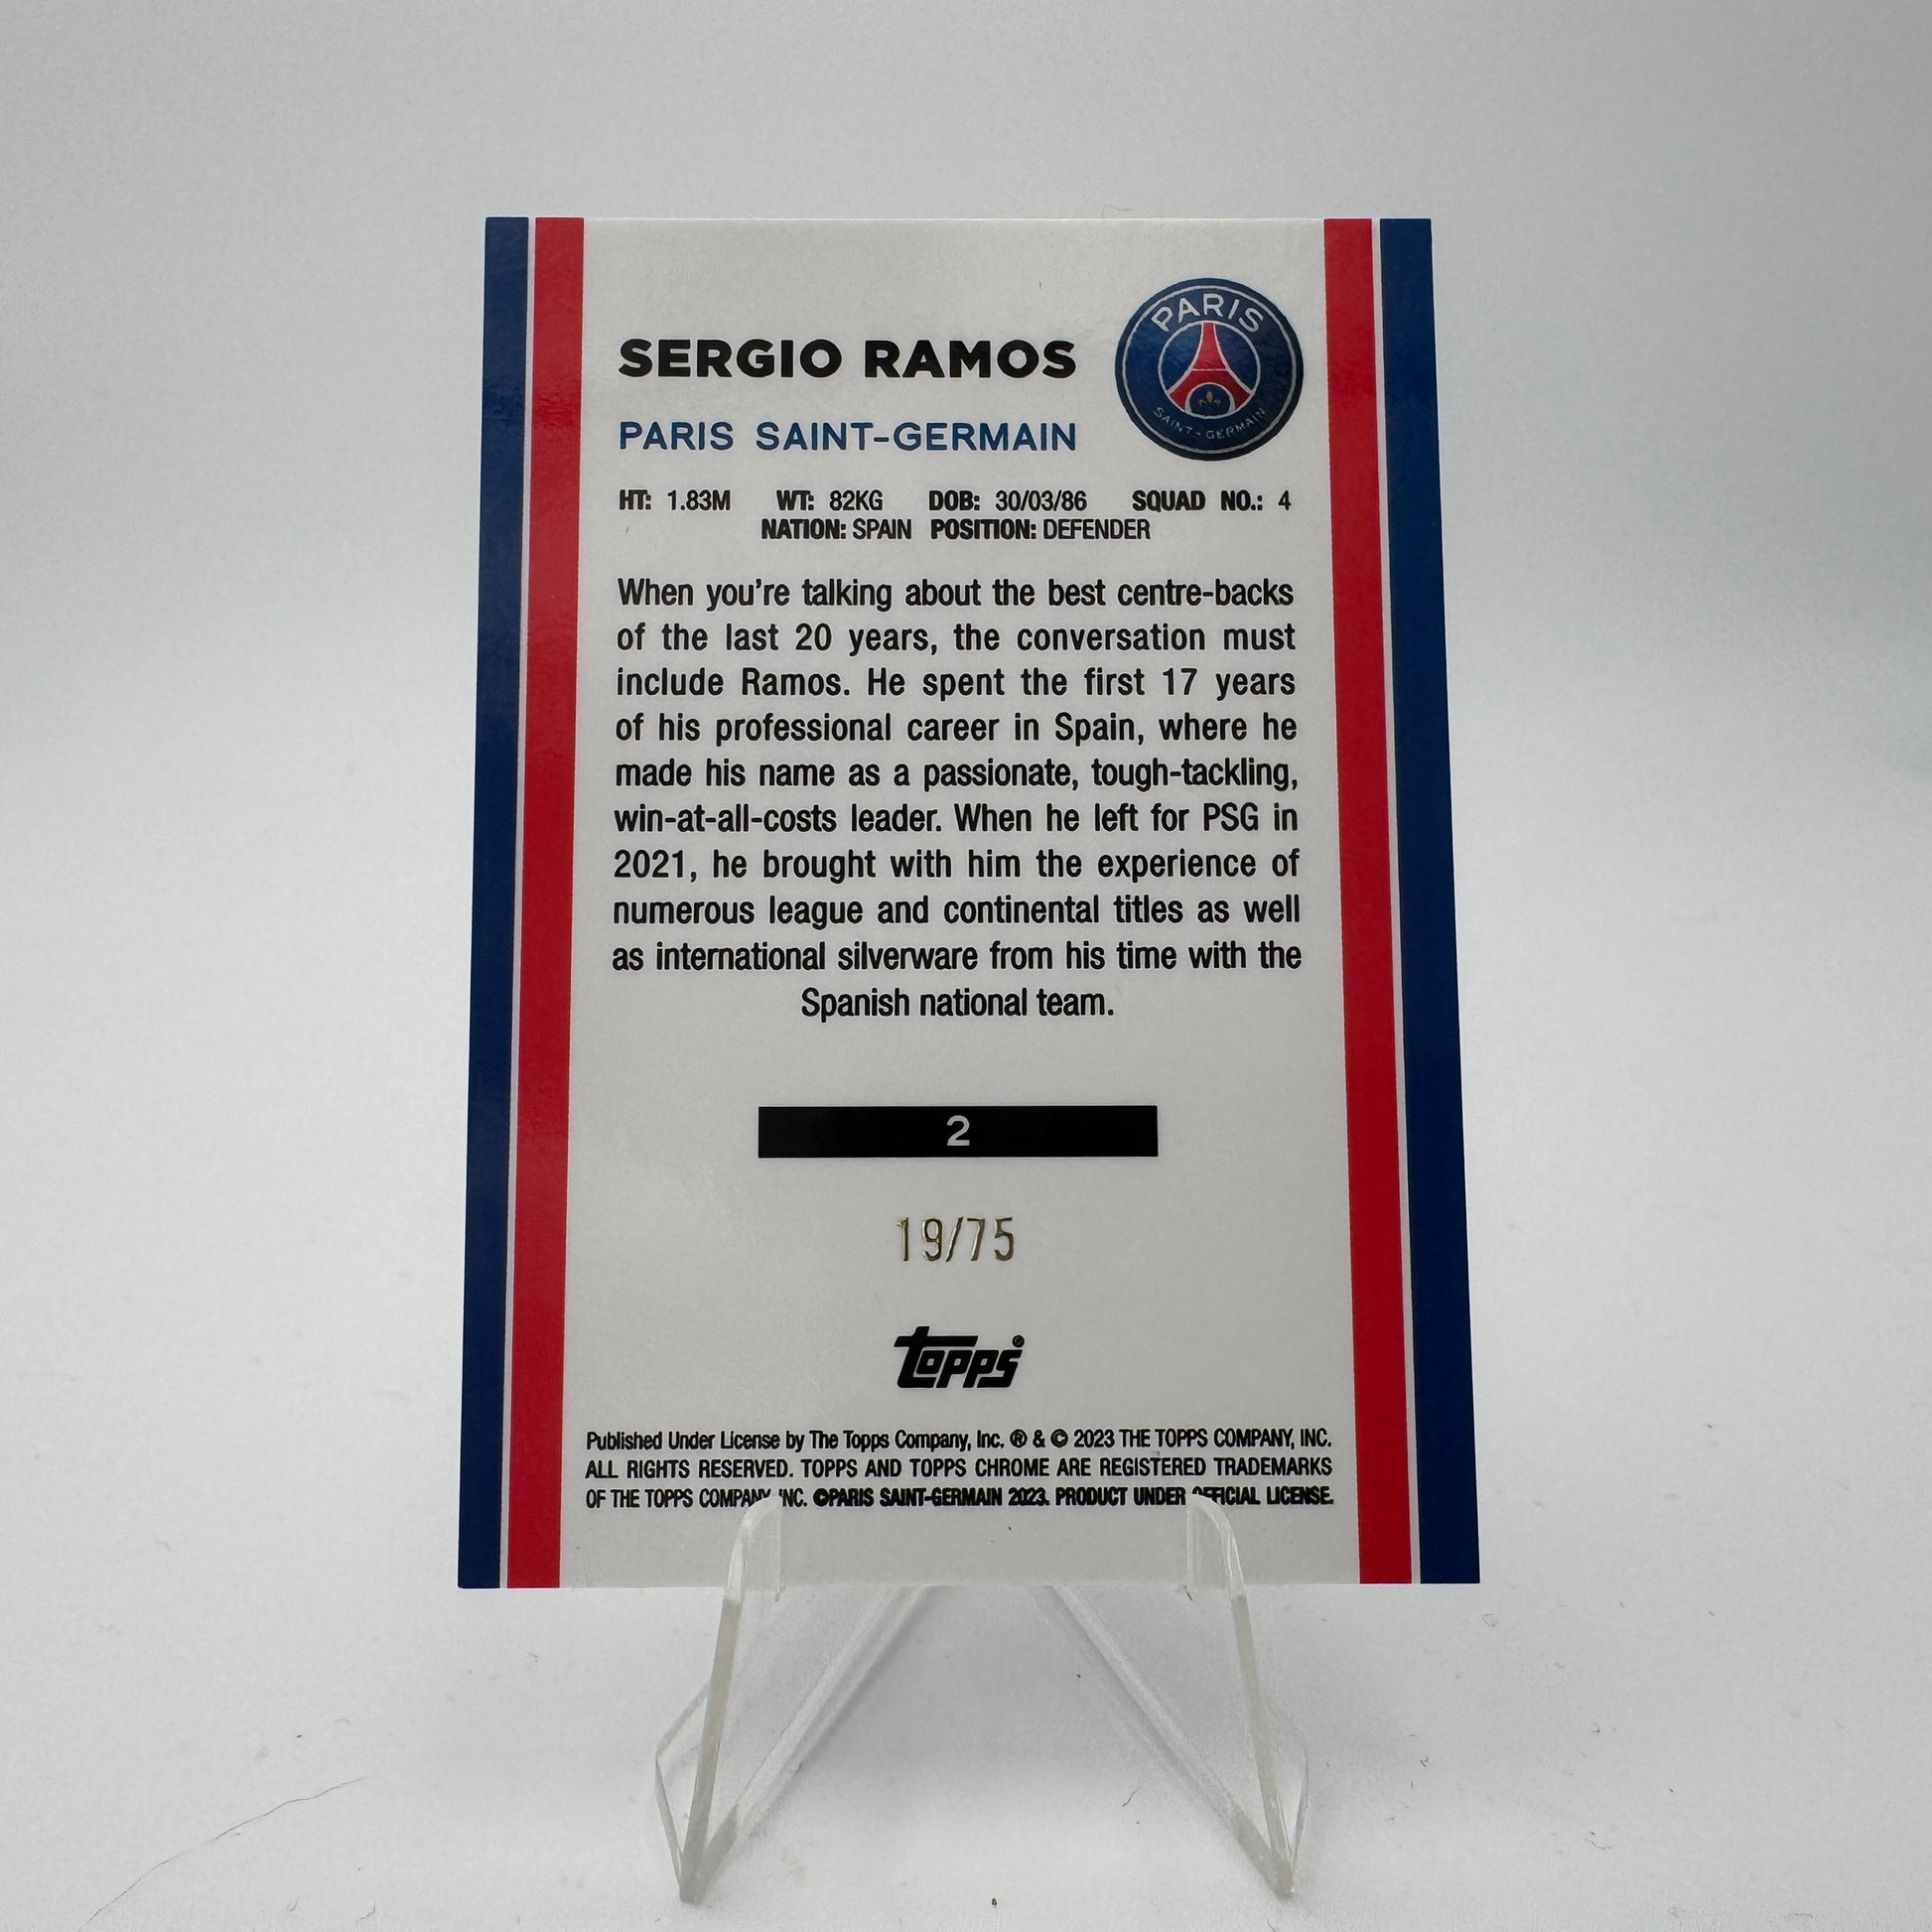 SERGIO RAMOS
PARIS SAINT-GERMAIN
PARIS
SAINT-GERMAIN
HT: 1.83M WT: 82KG DOB: 30/03/86 SQUAD NO.: 4
NATION: SPAIN POSITION: DEFENDER
When you're talking about the best centre-backs
of the last 20 years, the conversation must
include Ramos. He spent the first 17 years
of his professional career in Spain, where he
made his name as a passionate, tough-tackling,
win-at-all-costs leader. When he left for PSG in
2021, he brought with him the experience of
numerous league and continental titles as well
as international silverware from his time with the
Spanish national team.
2
19/75
topps
Published Under License by The Topps Company, Inc. ® & © 2023 THE TOPPS COMPANY, INC.
ALL RIGHTS RESERVED. TOPPS AND TOPPS CHROME ARE REGISTERED TRADEMARKS
OF THE TOPPS COMPANY INC. ©PARIS SAINT-GERMAIN 2023. PRODUCT UNDER OFFICIAL LICENSE.